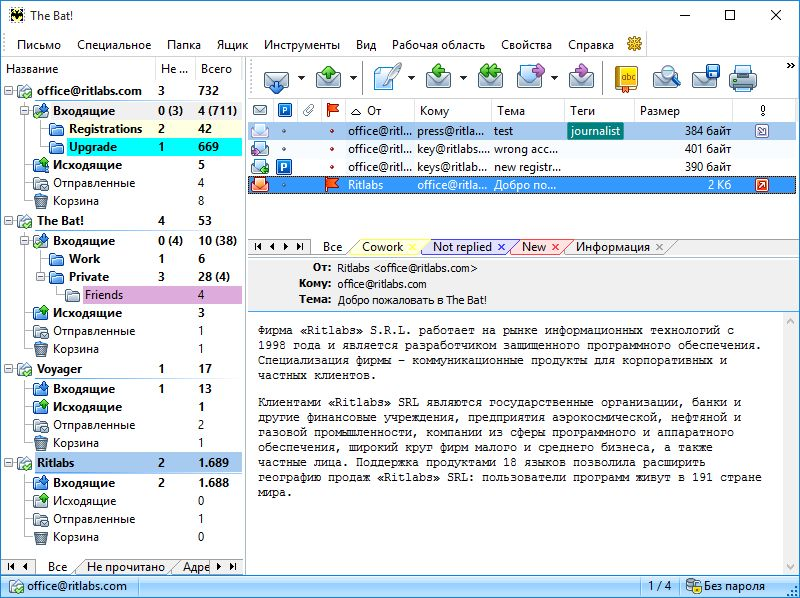 The Bat!
Письмо Специальное Папка Ящик Инструменты Вид Рабочая область Свойства Справка
Название Не ... Всего
office@ritlabs.com 3 732
Входящие 0 (3) 4 (711)
Registrations 2 42
Upgrade 1 669
Исходящие 5
Отправленные 4
Корзина 8
The Bat! 4 53
Входящие 0 (4) 10 (38)
Work 1 6
Private 3 28 (4)
Friends 4
Исходящие 3
Отправленные 1
Корзина 1
Voyager 1 17
Входящие 1 13
Исходящие 1
Отправленные 2
Корзина 1
Ritlabs 2 1.689
Входящие 2 1.688
Исходящие 0
Отправленные 1
Корзина 0
Все Не прочитано Адре
abc
От Кому Тема Теги Размер !
office@ritl... press@ritla... test journalist 384 байт
office@ritl... key@ritlab... wrong acc... 401 байт
P office@ritl... keys@ritlab... new registr... 390 байт
Ritlabs office@ritla... Добро по... 2 Кб
Все Cowork Not replied New Информация
От: Ritlabs <office@ritlabs.com>
Кому: office@ritlabs.com
Тема: Добро пожаловать в The Bat!
Фирма «Ritlabs» S.R.L. работает на рынке информационных технологий с
1998 года и является разработчиком защищенного программного обеспечения.
Специализация фирмы – коммуникационные продукты для корпоративных и
частных клиентов.
Клиентами «Ritlabs» SRL являются государственные организации, банки и
другие финансовые учреждения, предприятия аэрокосмической, нефтяной и
газовой промышленности, компании из сферы программного и аппаратного
обеспечения, широкий круг фирм малого и среднего бизнеса, а также
частные лица. Поддержка продуктами 18 языков позволила расширить
географию продаж «Ritlabs» SRL: пользователи программ живут в 191 стране
мира.
office@ritlabs.com 1 / 4 Без пароля